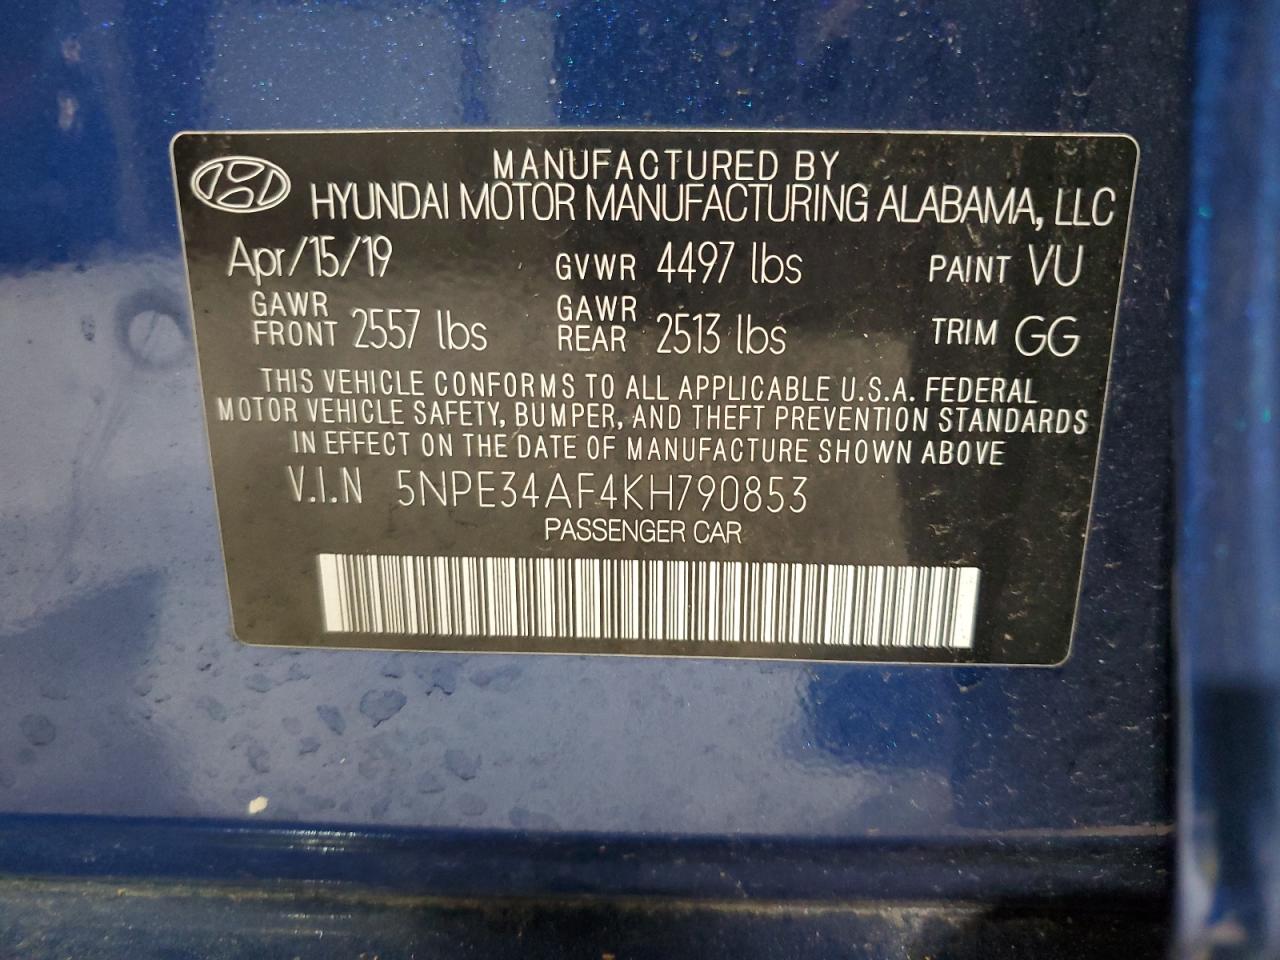 MANUFACTURED BY
HYUNDAI MOTOR MANUFACTURING ALABAMA, LLC
Apr/15/19 GVWR 4497 lbs PAINT VU
GAWR FRONT 2557 lbs GAWR REAR 2513 lbs TRIM GG
THIS VEHICLE CONFORMS TO ALL APPLICABLE U.S.A. FEDERAL
MOTOR VEHICLE SAFETY, BUMPER, AND THEFT PREVENTION STANDARDS
IN EFFECT ON THE DATE OF MANUFACTURE SHOWN ABOVE
V.I.N 5NPE34AF4KH790853
PASSENGER CAR